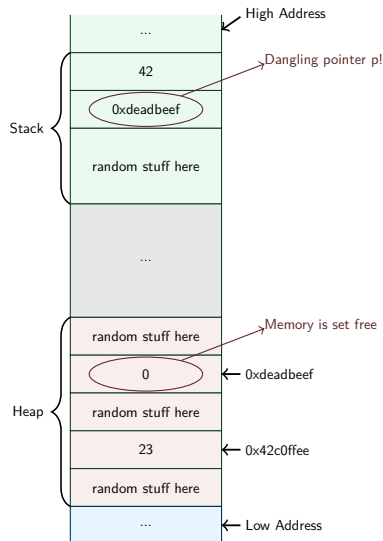 High Address
...
42
Dangling pointer p!
0xdeadbeef
Stack
random stuff here
...
random stuff here
Memory is set free
0
0xdeadbeef
Heap
random stuff here
23
0x42c0ffee
random stuff here
...
Low Address